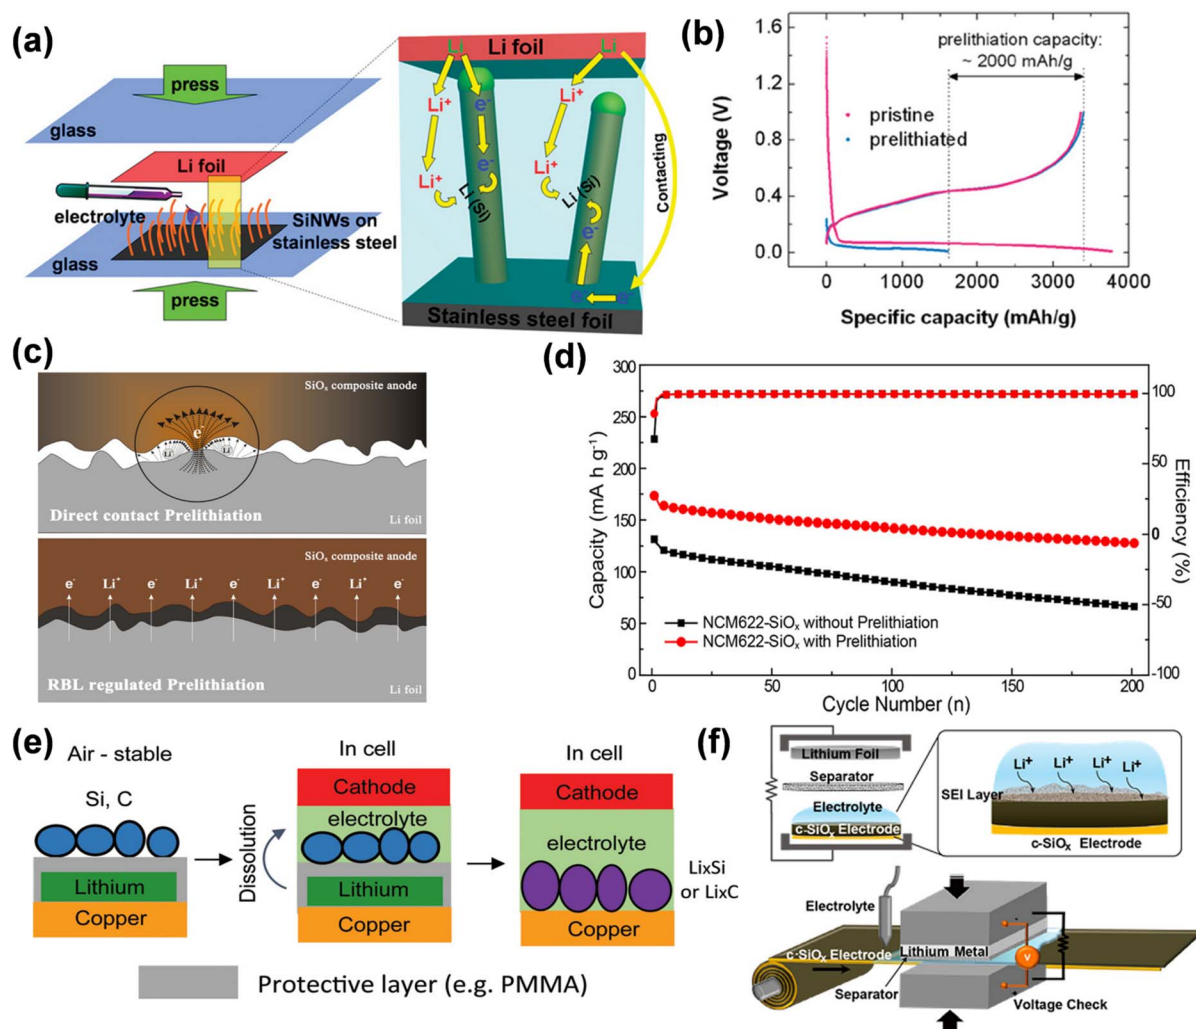 (a)
press
glass
Li foil
electrolyte
SiNWs on
stainless steel
glass
press
Li
Li foil
Li
Li⁺
e⁻
Li⁺
Li⁺
e⁻
Li⁺
Li (Si)
Li (Si)
e⁻
Contacting
e⁻
e⁻
Stainless steel foil
(b)
1.6
1.2
0.8
0.4
0.0
Voltage (V)
prelithiation capacity:
~ 2000 mAh/g
pristine
prelithiated
0
1000
2000
3000
4000
Specific capacity (mAh/g)
(c)
SiOₓ composite anode
e⁻
Li⁺
Li⁺
Direct contact Prelithiation
Li foil
SiOₓ composite anode
e⁻ Li⁺ e⁻ Li⁺ e⁻ Li⁺ e⁻ Li⁺ e⁻
RBL regulated Prelithiation
Li foil
(d)
300
250
200
150
100
50
0
Capacity (mA h g⁻¹)
100
50
0
-50
-100
Efficiency (%)
NCM622-SiOₓ without Prelithiation
NCM622-SiOₓ with Prelithiation
0
50
100
150
200
Cycle Number (n)
(e)
Air - stable
Si, C
Lithium
Copper
Dissolution
In cell
Cathode
electrolyte
Lithium
Copper
In cell
Cathode
electrolyte
Copper
LixSi
or LixC
Protective layer (e.g. PMMA)
(f)
Lithium Foil
Separator
Electrolyte
c-SiOₓ Electrode
Li⁺
Li⁺
Li⁺
Li⁺
SEI Layer
c-SiOₓ Electrode
Electrolyte
c-SiOₓ Electrode
Lithium Metal
Separator
-
V
+
Voltage Check